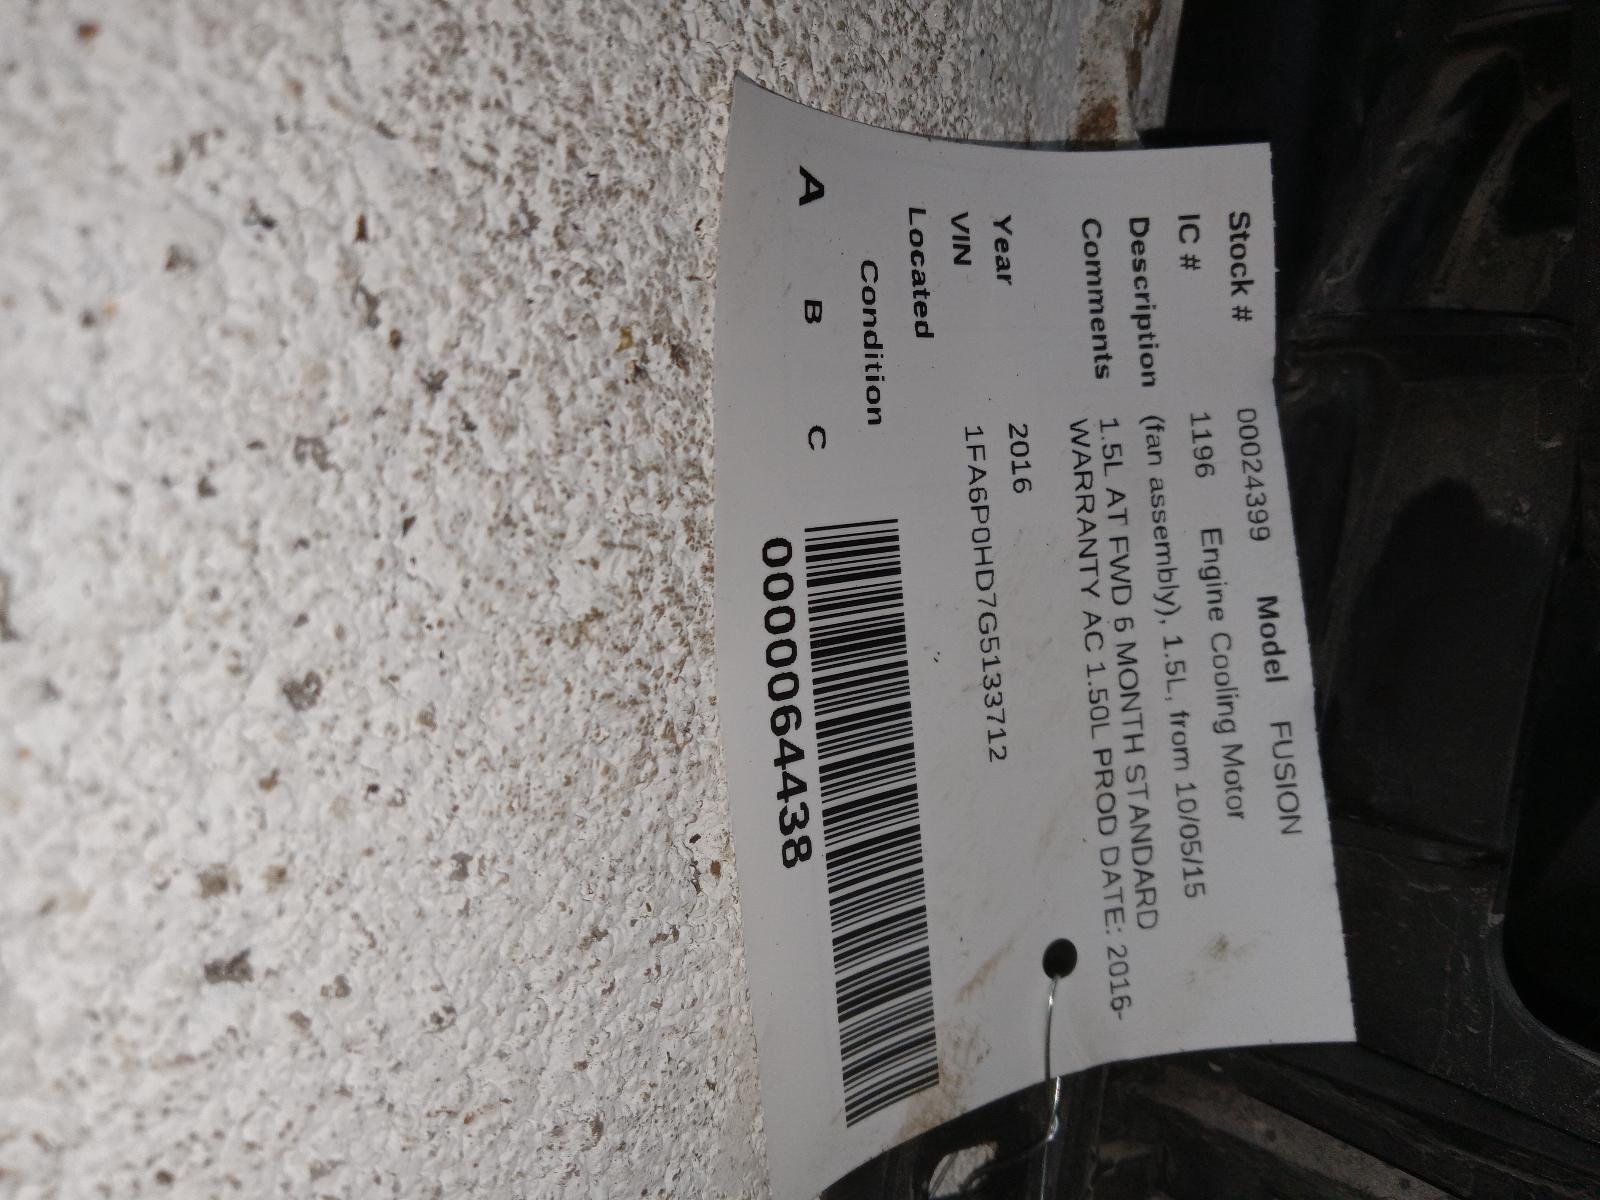 Stock # 00024399 Model FUSION
IC # 1196 Engine Cooling Motor
Description (fan assembly), 1.5L, from 10/05/15
Comments 1.5L AT FWD 6 MONTH STANDARD
WARRANTY AC 1.50L PROD DATE: 2016-
Year 2016
VIN 1FA6P0HD7G5133712
Located
Condition
A B C
0000064438